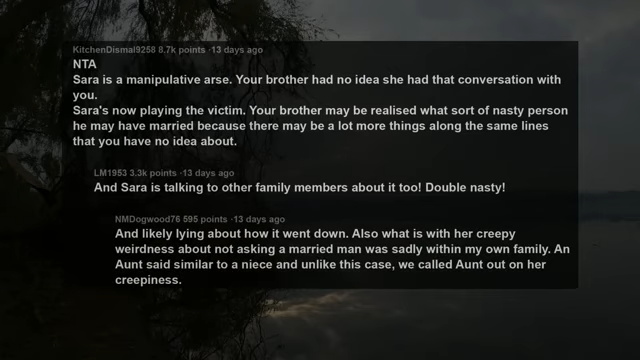 KitchenDismal9258 8.7k points ·13 days ago
NTA
Sara is a manipulative arse. Your brother had no idea she had that conversation with
you.
Sara's now playing the victim. Your brother may be realised what sort of nasty person
he may have married because there may be a lot more things along the same lines
that you have no idea about.
LM1953 3.3k points ·13 days ago
And Sara is talking to other family members about it too! Double nasty!
NMDogwood76 595 points ·13 days ago
And likely lying about how it went down. Also what is with her creepy
weirdness about not asking a married man was sadly within my own family. An
Aunt said similar to a niece and unlike this case, we called Aunt out on her
creepiness.